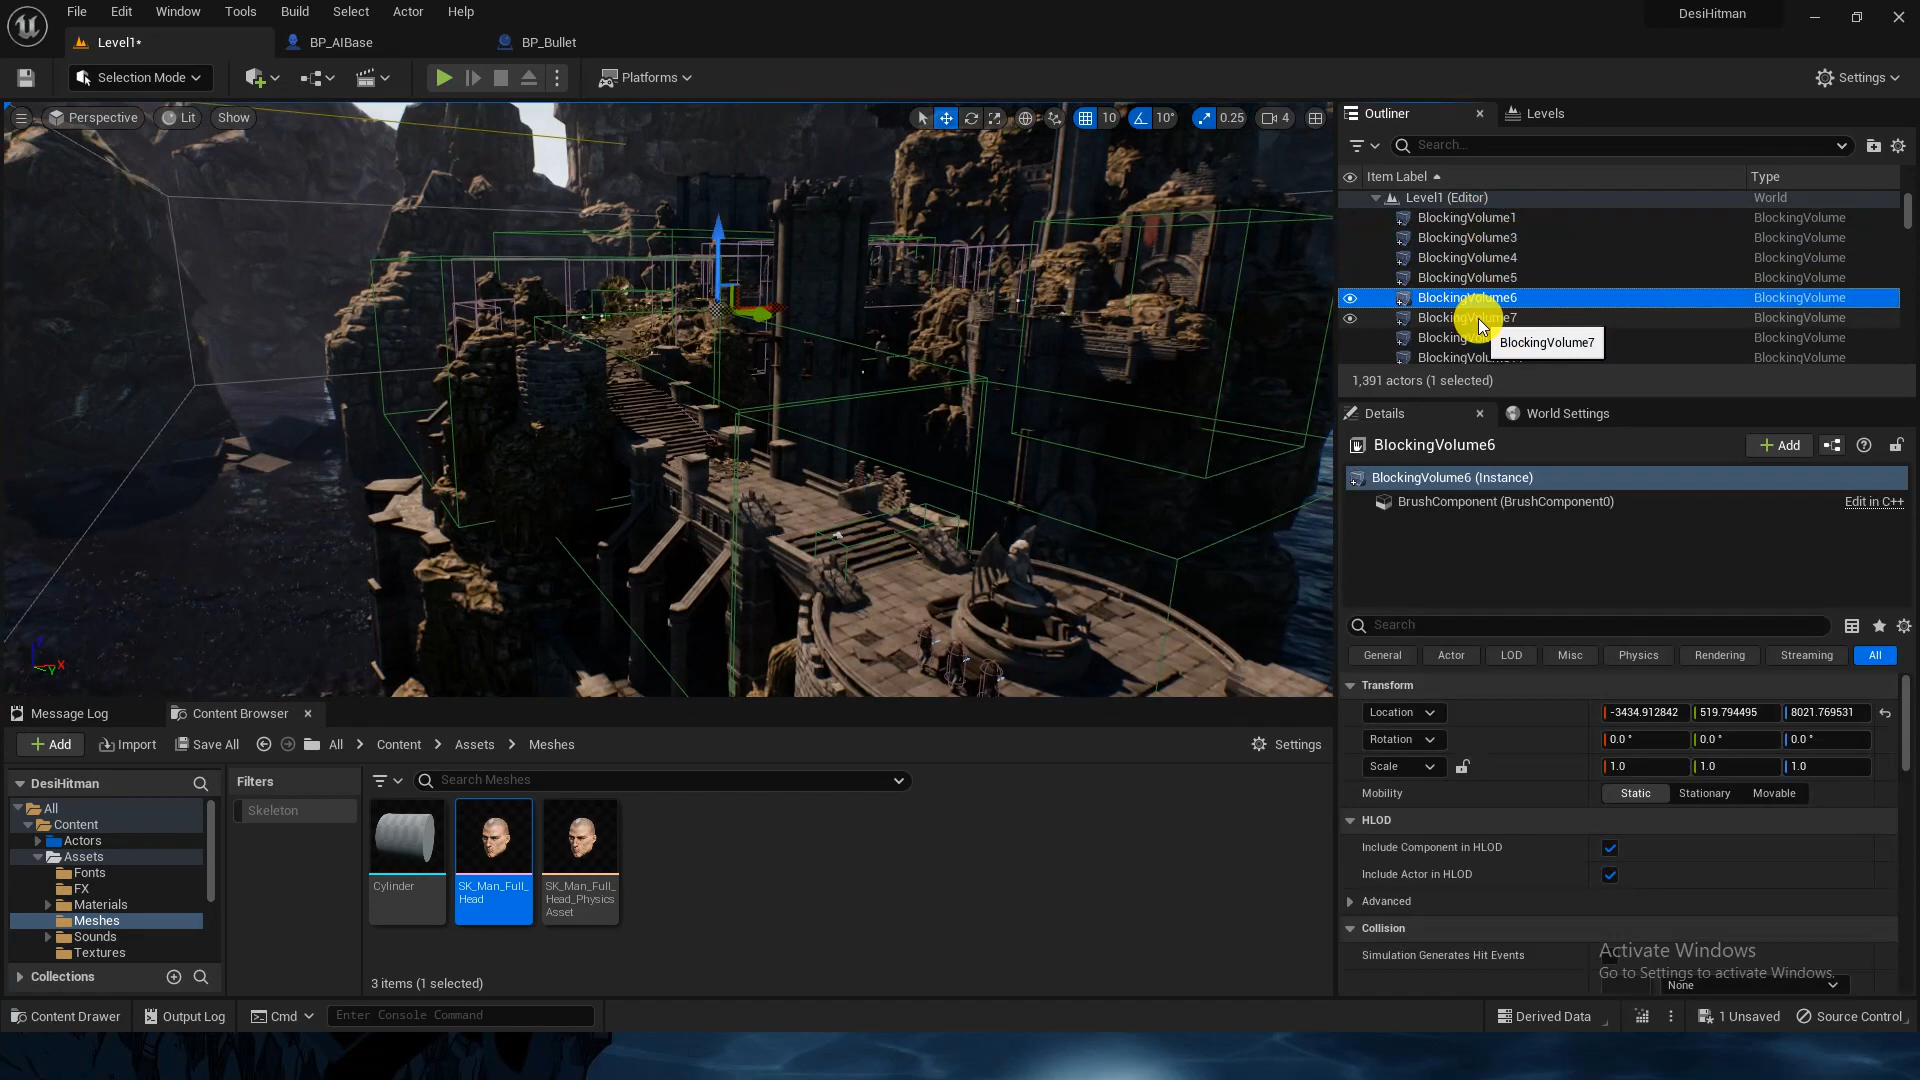 File Edit Window Tools Build Select Actor Help
DesiHitman
Level1* BP_AIBase BP_Bullet
Selection Mode Platforms Settings
Perspective Lit Show 10 10° 0.25 4
Outliner Levels
Search...
Item Label Type
Level1 (Editor) World
BlockingVolume1 BlockingVolume
BlockingVolume3 BlockingVolume
BlockingVolume4 BlockingVolume
BlockingVolume5 BlockingVolume
BlockingVolume6 BlockingVolume
BlockingVolume7 BlockingVolume
BlockingVolume
BlockingVolume
BlockingVolume7
1,391 actors (1 selected)
Details World Settings
BlockingVolume6 Add
BlockingVolume6 (Instance)
BrushComponent (BrushComponent0) Edit in C++
Search
General Actor LOD Misc Physics Rendering Streaming All
Transform
Location -3434.912842 519.794495 8021.769531
Rotation 0.0 ° 0.0 ° 0.0 °
Scale 1.0 1.0 1.0
Mobility Static Stationary Movable
HLOD
Include Component in HLOD
Include Actor in HLOD
Advanced
Collision
Simulation Generates Hit Events
None
Activate Windows
Go to Settings to activate Windows.
Message Log Content Browser
Add Import Save All All Content Assets Meshes Settings
DesiHitman
All
Content
Actors
Assets
Fonts
FX
Materials
Meshes
Sounds
Textures
Collections
Filters
Skeleton
Search Meshes
Cylinder
SK_Man_Full_
Head
SK_Man_Full_
Head_Physics
Asset
3 items (1 selected)
Content Drawer Output Log Cmd Enter Console Command Derived Data 1 Unsaved Source Control
X
Y